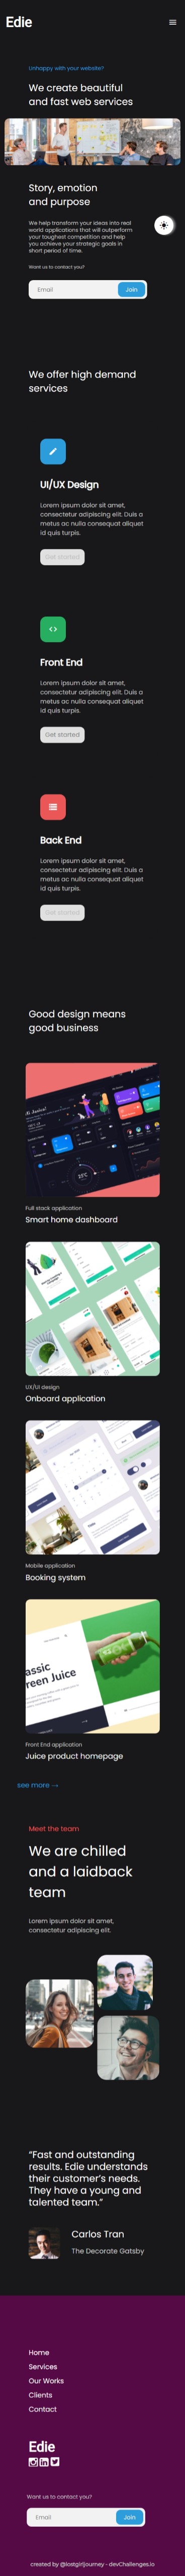 Edie
Unhappy with your website?
We create beautiful
and fast web services
Story, emotion
and purpose
We help transform your ideas into real
world applications that will outperform
your toughest competition and help
you achieve your strategic goals in
short period of time.
Want us to contact you?
Email
Join
We offer high demand
services
UI/UX Design
Lorem ipsum dolor sit amet,
consectetur adipiscing elit. Duis a
metus ac nulla consequat aliquet
id quis turpis.
Get started
Front End
Lorem ipsum dolor sit amet,
consectetur adipiscing elit. Duis a
metus ac nulla consequat aliquet
id quis turpis.
Get started
Back End
Lorem ipsum dolor sit amet,
consectetur adipiscing elit. Duis a
metus ac nulla consequat aliquet
id quis turpis.
Get started
Good design means
good business
Full stack application
Smart home dashboard
UX/UI design
Onboard application
Mobile application
Booking system
assic
reen Juice
Front End application
Juice product homepage
see more →
Meet the team
We are chilled
and a laidback
team
Lorem ipsum dolor sit amet,
consectetur adipiscing elit.
“Fast and outstanding
results. Edie understands
their customer’s needs.
They have a young and
talented team.”
Carlos Tran
The Decorate Gatsby
Home
Services
Our Works
Clients
Contact
Edie
Want us to contact you?
Email
Join
created by @lostgirljourney - devChallenges.io